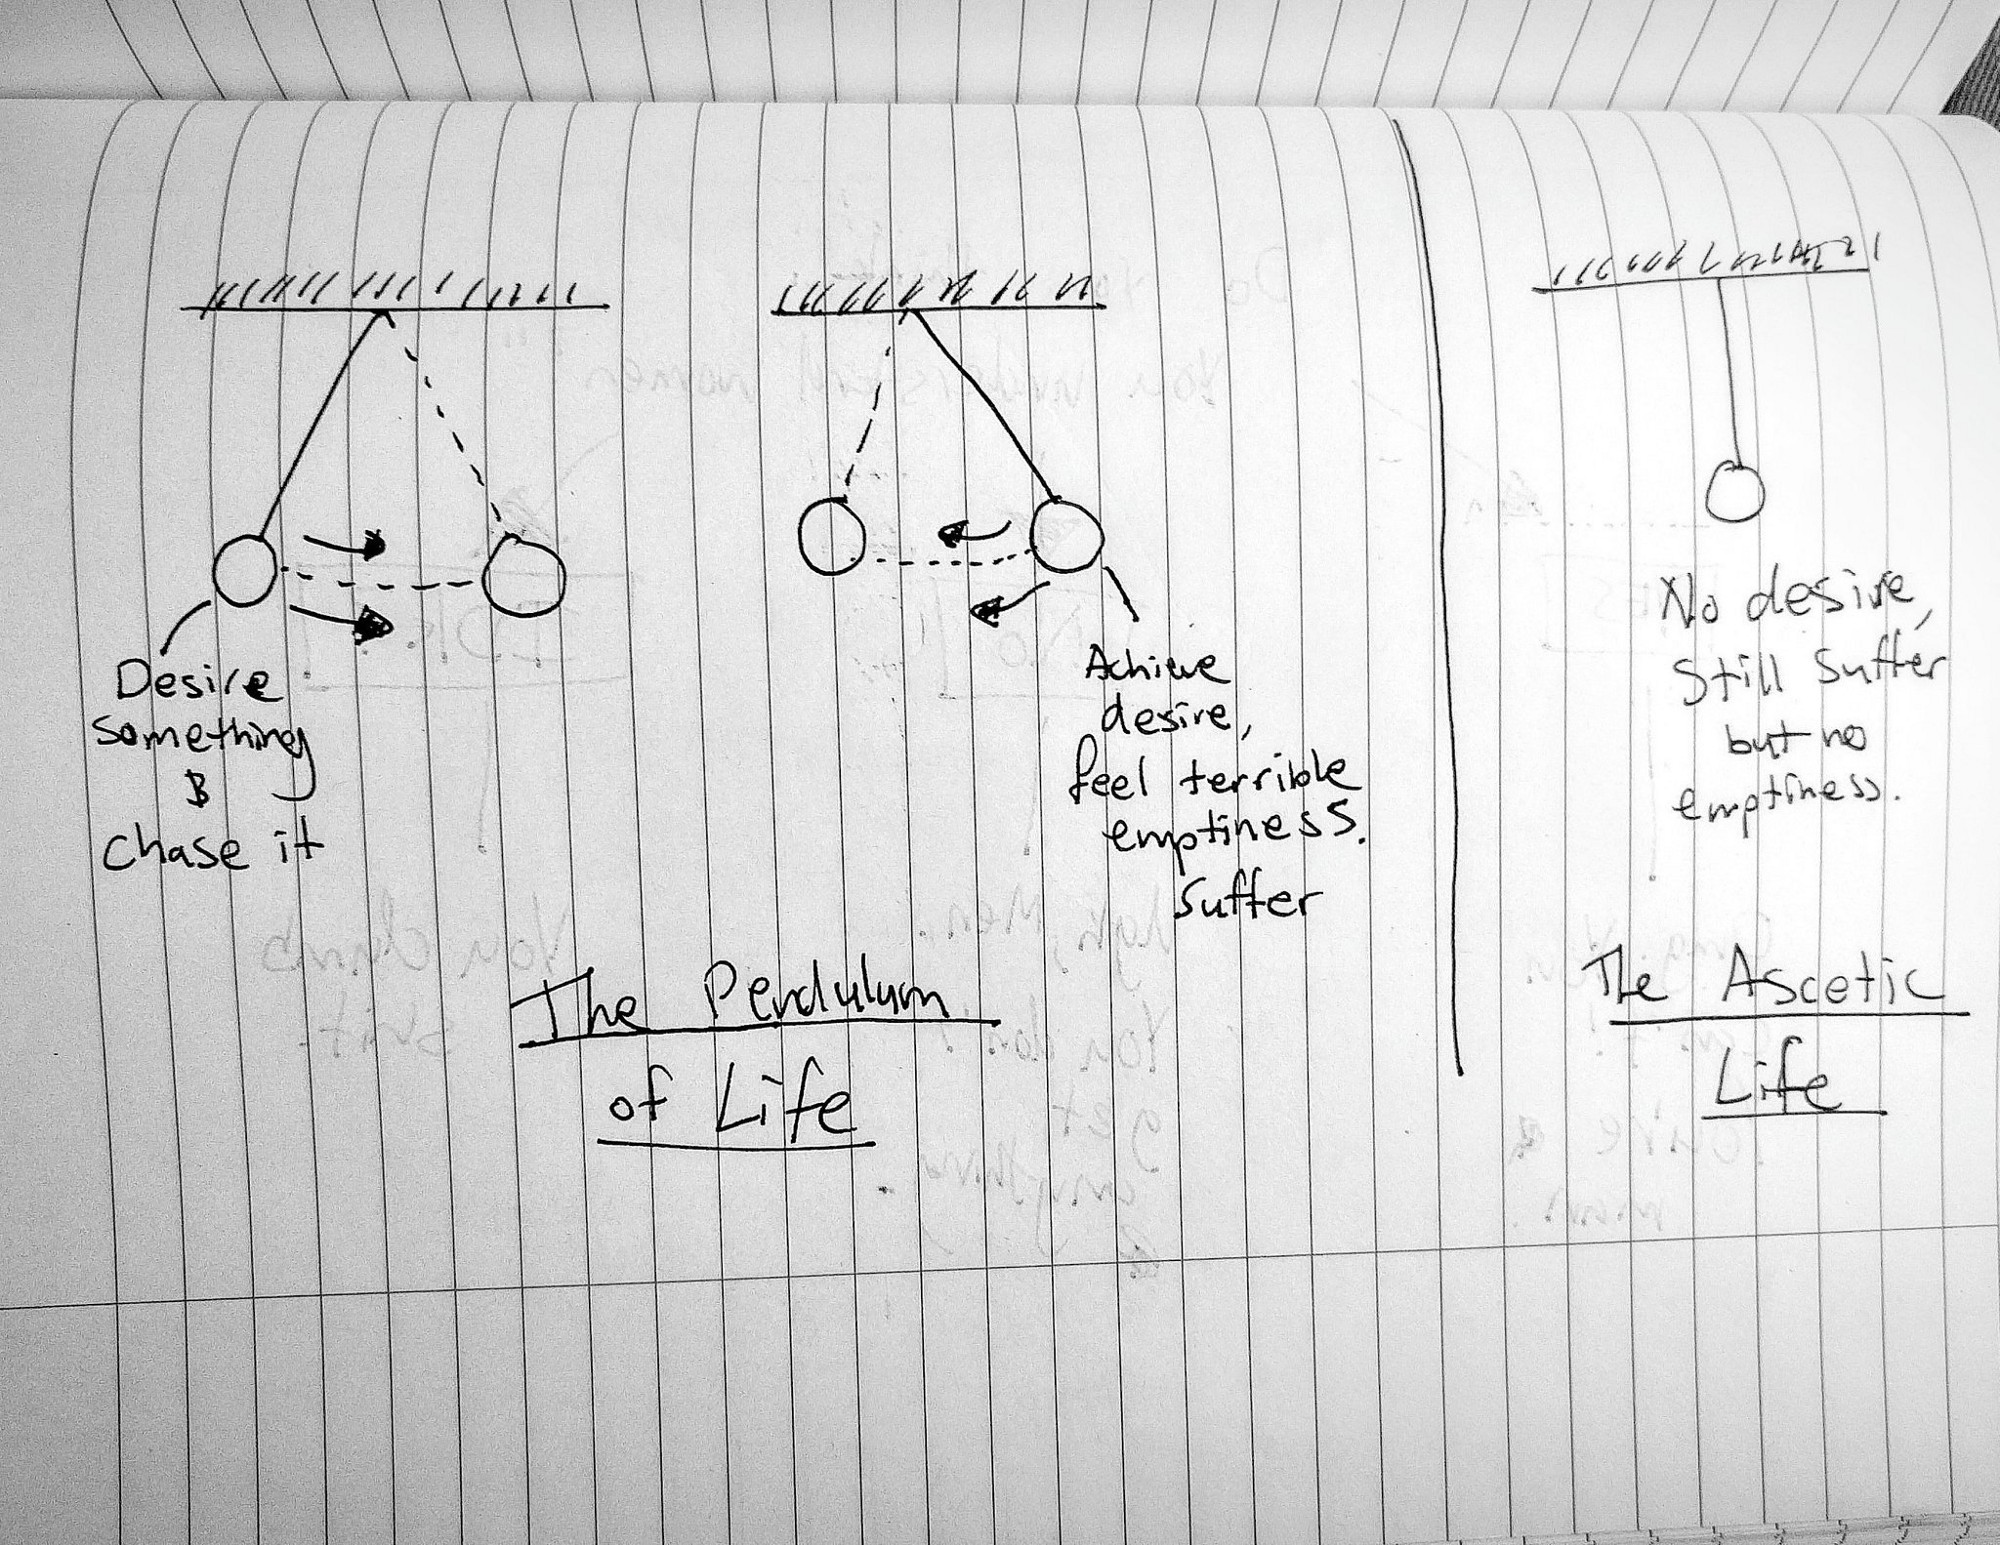 Desire
Something
&
Chase it
Achieve
desire,
feel terrible
emptiness.
Suffer
The Pendulum
of Life
No desire,
Still Suffer
but no
emptiness.
The Ascetic
Life